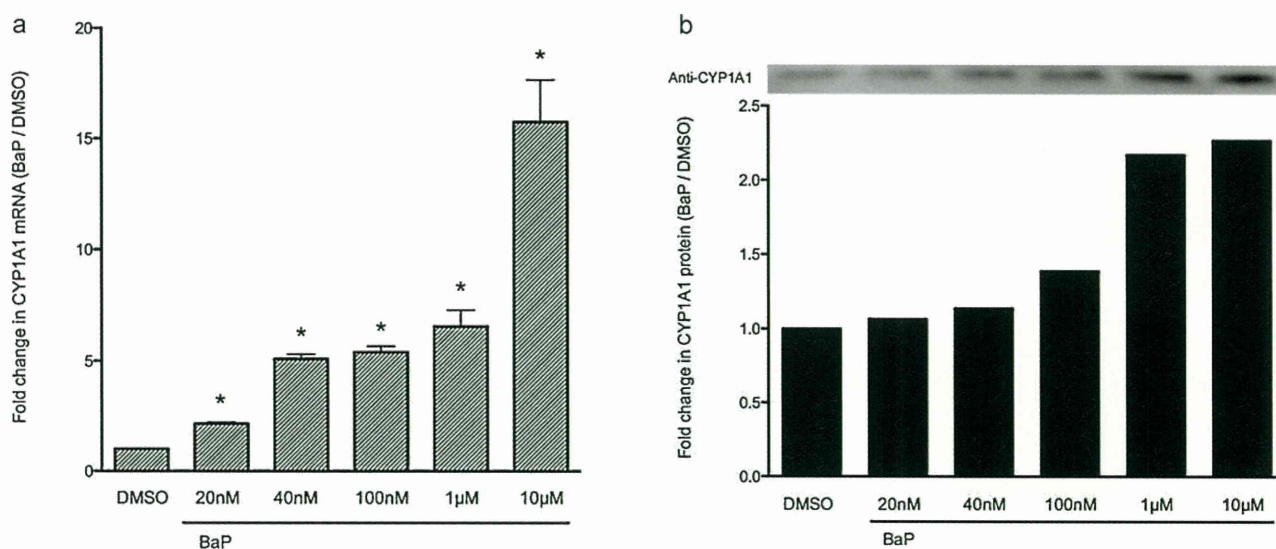 a
Fold change in CYP1A1 mRNA (BaP / DMSO)
20
15
10
5
0
*
*
*
*
*
DMSO 20nM 40nM 100nM 1µM 10µM
BaP
b
Anti-CYP1A1
Fold change in CYP1A1 protein (BaP / DMSO)
2.5
2.0
1.5
1.0
0.5
0.0
DMSO 20nM 40nM 100nM 1µM 10µM
BaP